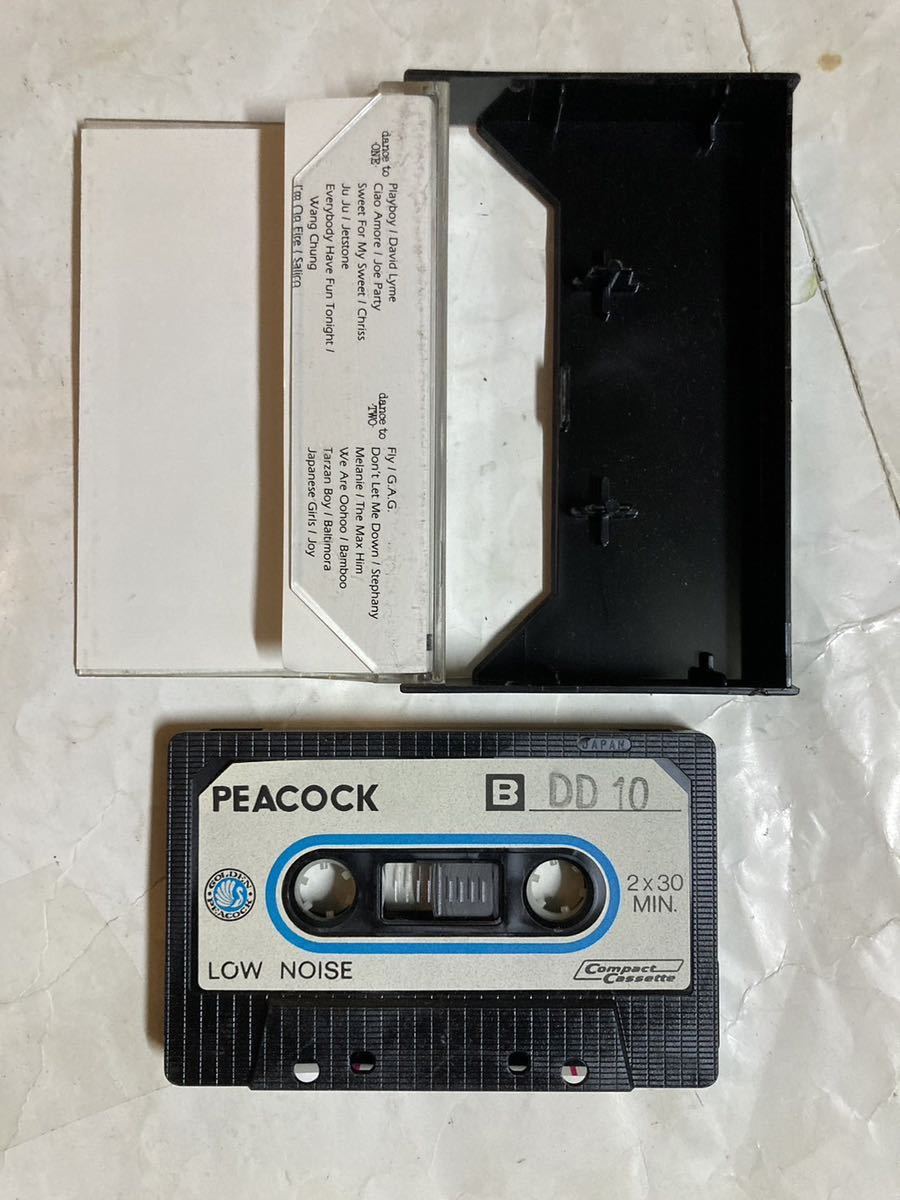 dance to
ONE
Playboy / David Lyme
Ciao Amore / Joe Party
Sweet For My Sweet / Chriss
Ju Ju / Jetstone
Everybody Have Fun Tonight /
Wang Chung
I'm On Fire / Salico
dance to
TWO
Fly / G.A.G.
Don't Let Me Down / Stephany
Melanie / The Max Him
We Are Oohoo / Bamboo
Tarzan Boy / Baltimora
Japanese Girls / Joy
JAPAN
PEACOCK
B DD 10
GOLDEN
PEACOCK
2 x 30
MIN.
LOW NOISE
Compact
Cassette